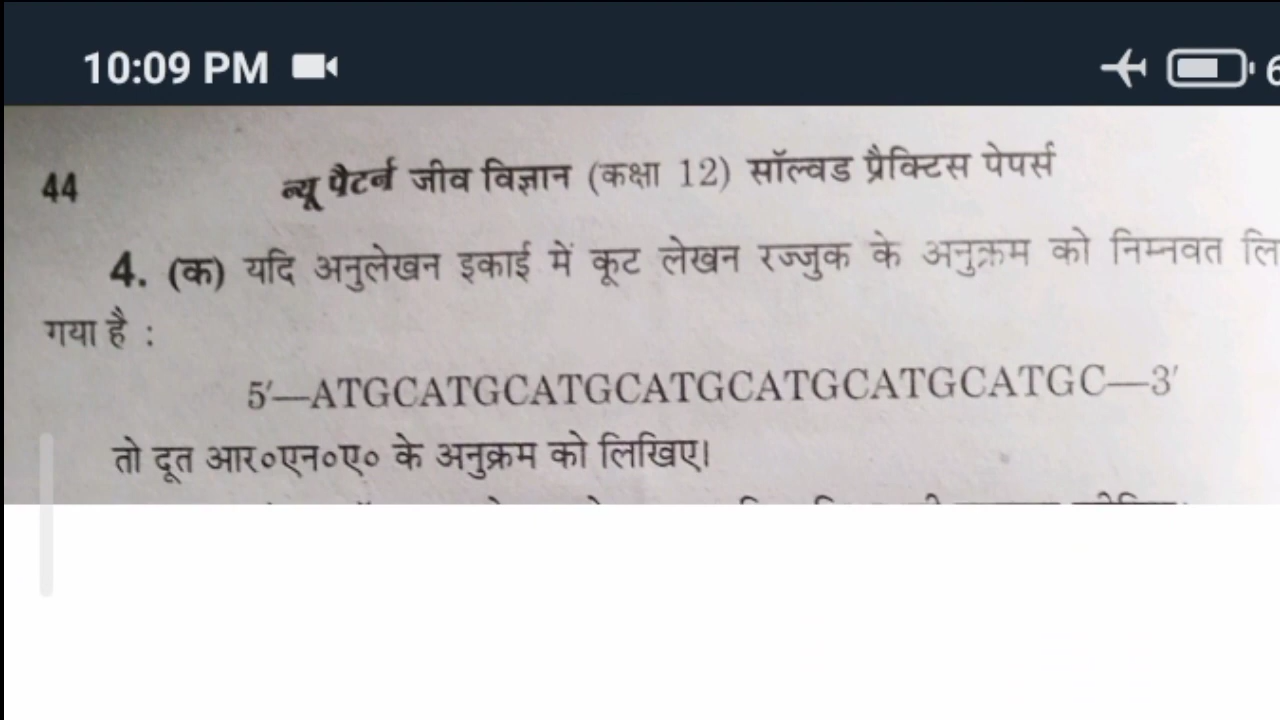 10:09 PM
6
44 न्यू पैटर्न जीव विज्ञान (कक्षा 12) सॉल्वड प्रैक्टिस पेपर्स
4. (क) यदि अनुलेखन इकाई में कूट लेखन रज्जुक के अनुक्रम को निम्नवत लि
गया है :
5′—ATGCATGCATGCATGCATGCATGCATGC—3′
तो दूत आर०एन०ए० के अनुक्रम को लिखिए।